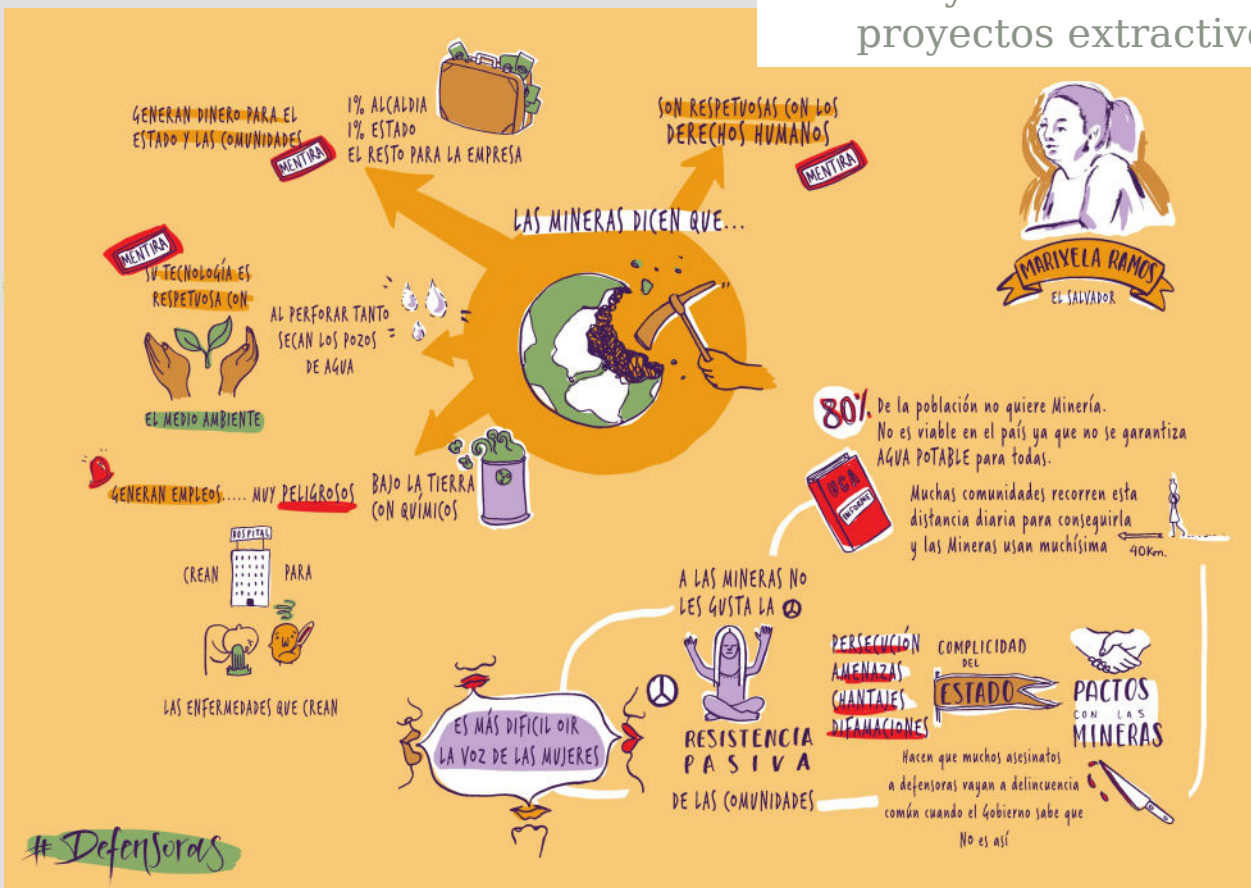 proyectos extractivo
GENERAN DINERO PARA EL
ESTADO Y LAS COMUNIDADES
MENTIRA
1% ALCALDIA
1% ESTADO
EL RESTO PARA LA EMPRESA
SON RESPETUOSAS CON LOS
DERECHOS HUMANOS
MENTIRA
LAS MINERAS DICEN QUE...
MARIXELA RAMOS
EL SALVADOR
MENTIRA
SU TECNOLOGÍA ES
RESPETUOSA CON
EL MEDIO AMBIENTE
AL PERFORAR TANTO
SECAN LOS POZOS
DE AGUA
GENERAN EMPLEOS..... MUY PELIGROSOS
BAJO LA TIERRA
CON QUÍMICOS
HOSPITAL
CREAN PARA
LAS ENFERMEDADES QUE CREAN
80% De la población no quiere Minería.
No es viable en el país ya que no se garantiza
AGUA POTABLE para todas.
UCA
INFORME
Muchas comunidades recorren esta
distancia diaria para conseguirla
y las Mineras usan muchísima
40Km.
A LAS MINERAS NO
LES GUSTA LA
RESISTENCIA
PASIVA
DE LAS COMUNIDADES
ES MÁS DIFICIL OIR
LA VOZ DE LAS MUJERES
PERSECUCIÓN
AMENAZAS
CHANTAJES
DIFAMACIONES
COMPLICIDAD
DEL
ESTADO
PACTOS
CON LAS
MINERAS
Hacen que muchos asesinatos
a defensoras vayan a delincuencia
común cuando el Gobierno sabe que
No es así
# Defensoras